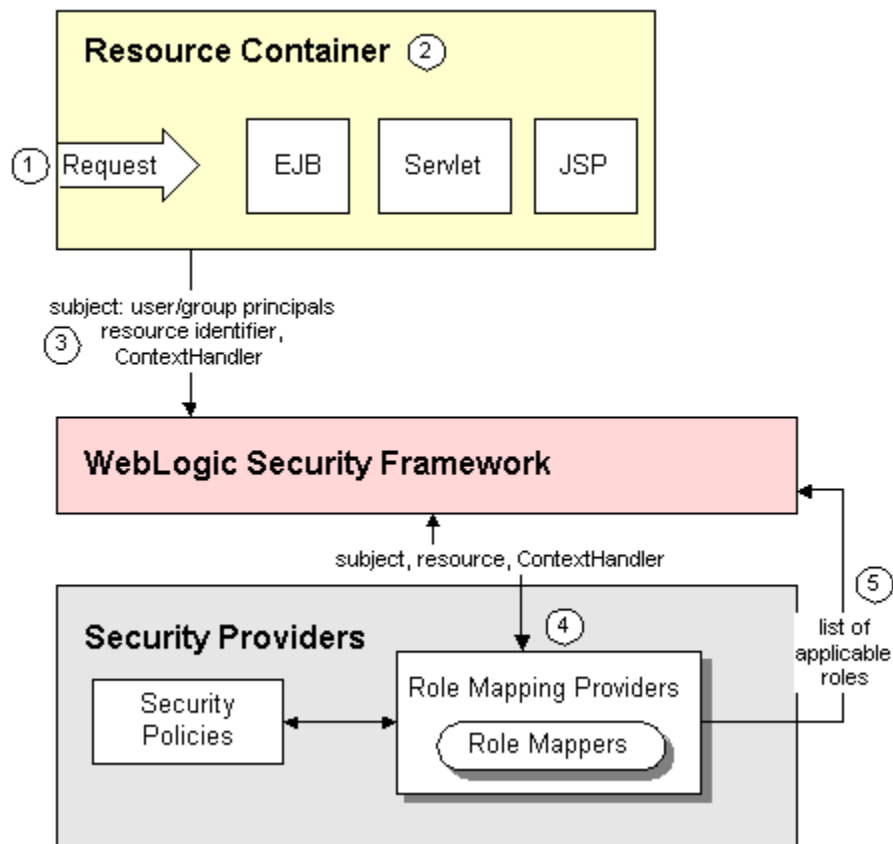 Resource Container 2
1 Request
EJB
Servlet
JSP
subject: user/group principals
resource identifier,
3
ContextHandler
WebLogic Security Framework
subject, resource, ContextHandler
5
list of
applicable
roles
Security Providers
4
Security
Policies
Role Mapping Providers
Role Mappers